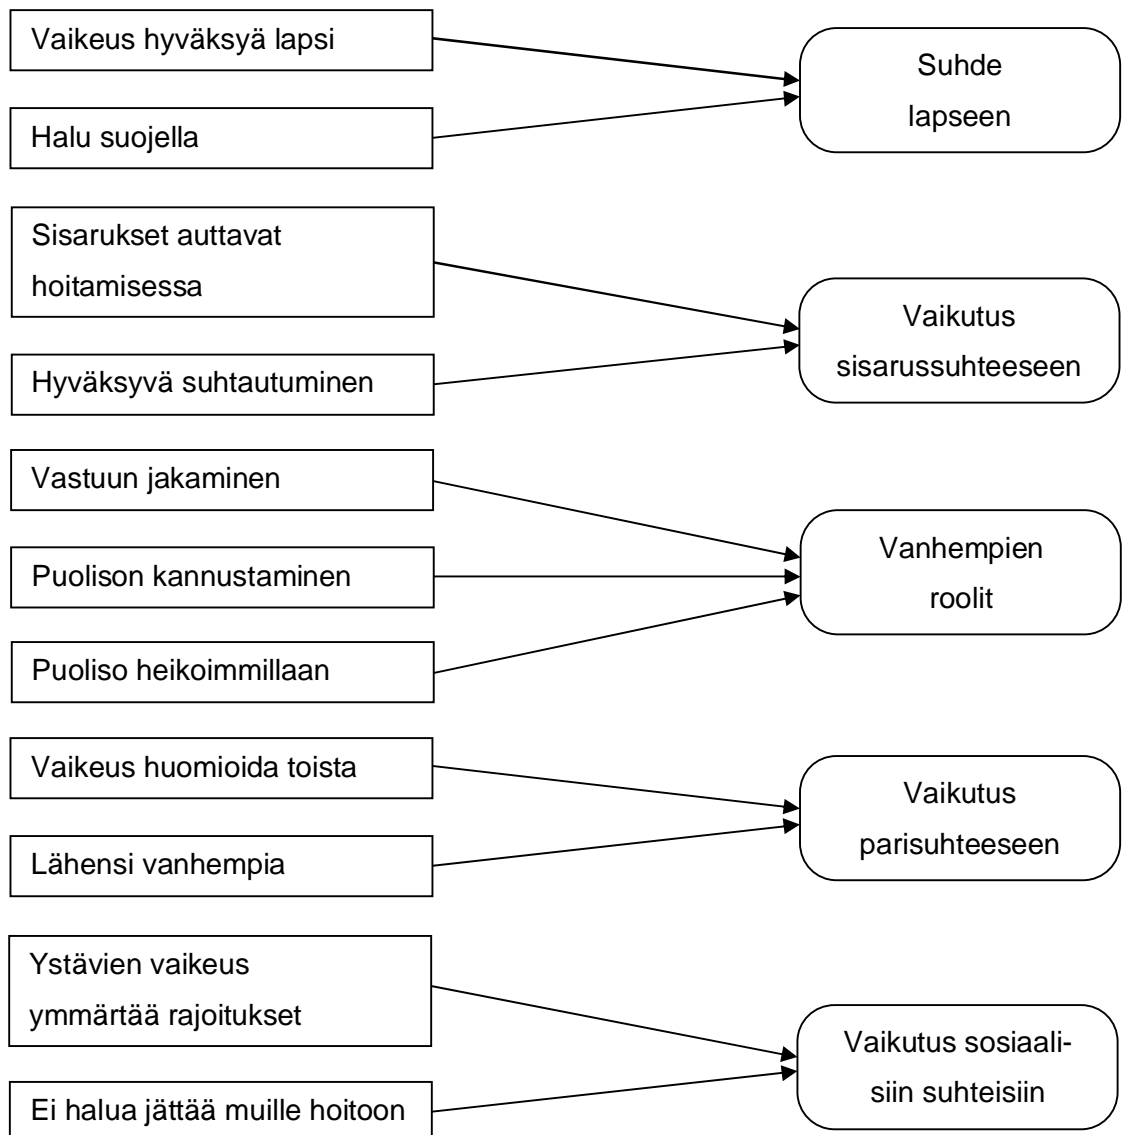 Vaikeus hyväksyä lapsi
Halu suojella
Suhde
lapseen
Sisarukset auttavat
hoitamisessa
Hyväksyvä suhtautuminen
Vaikutus
sisarussuhteeseen
Vastuun jakaminen
Puolison kannustaminen
Puoliso heikoimmillaan
Vanhempien
roolit
Vaikeus huomioida toista
Lähensi vanhempia
Vaikutus
parisuhteeseen
Ystävien vaikeus
ymmärtää rajoitukset
Ei halua jättää muille hoitoon
Vaikutus sosiaali-
siin suhteisiin